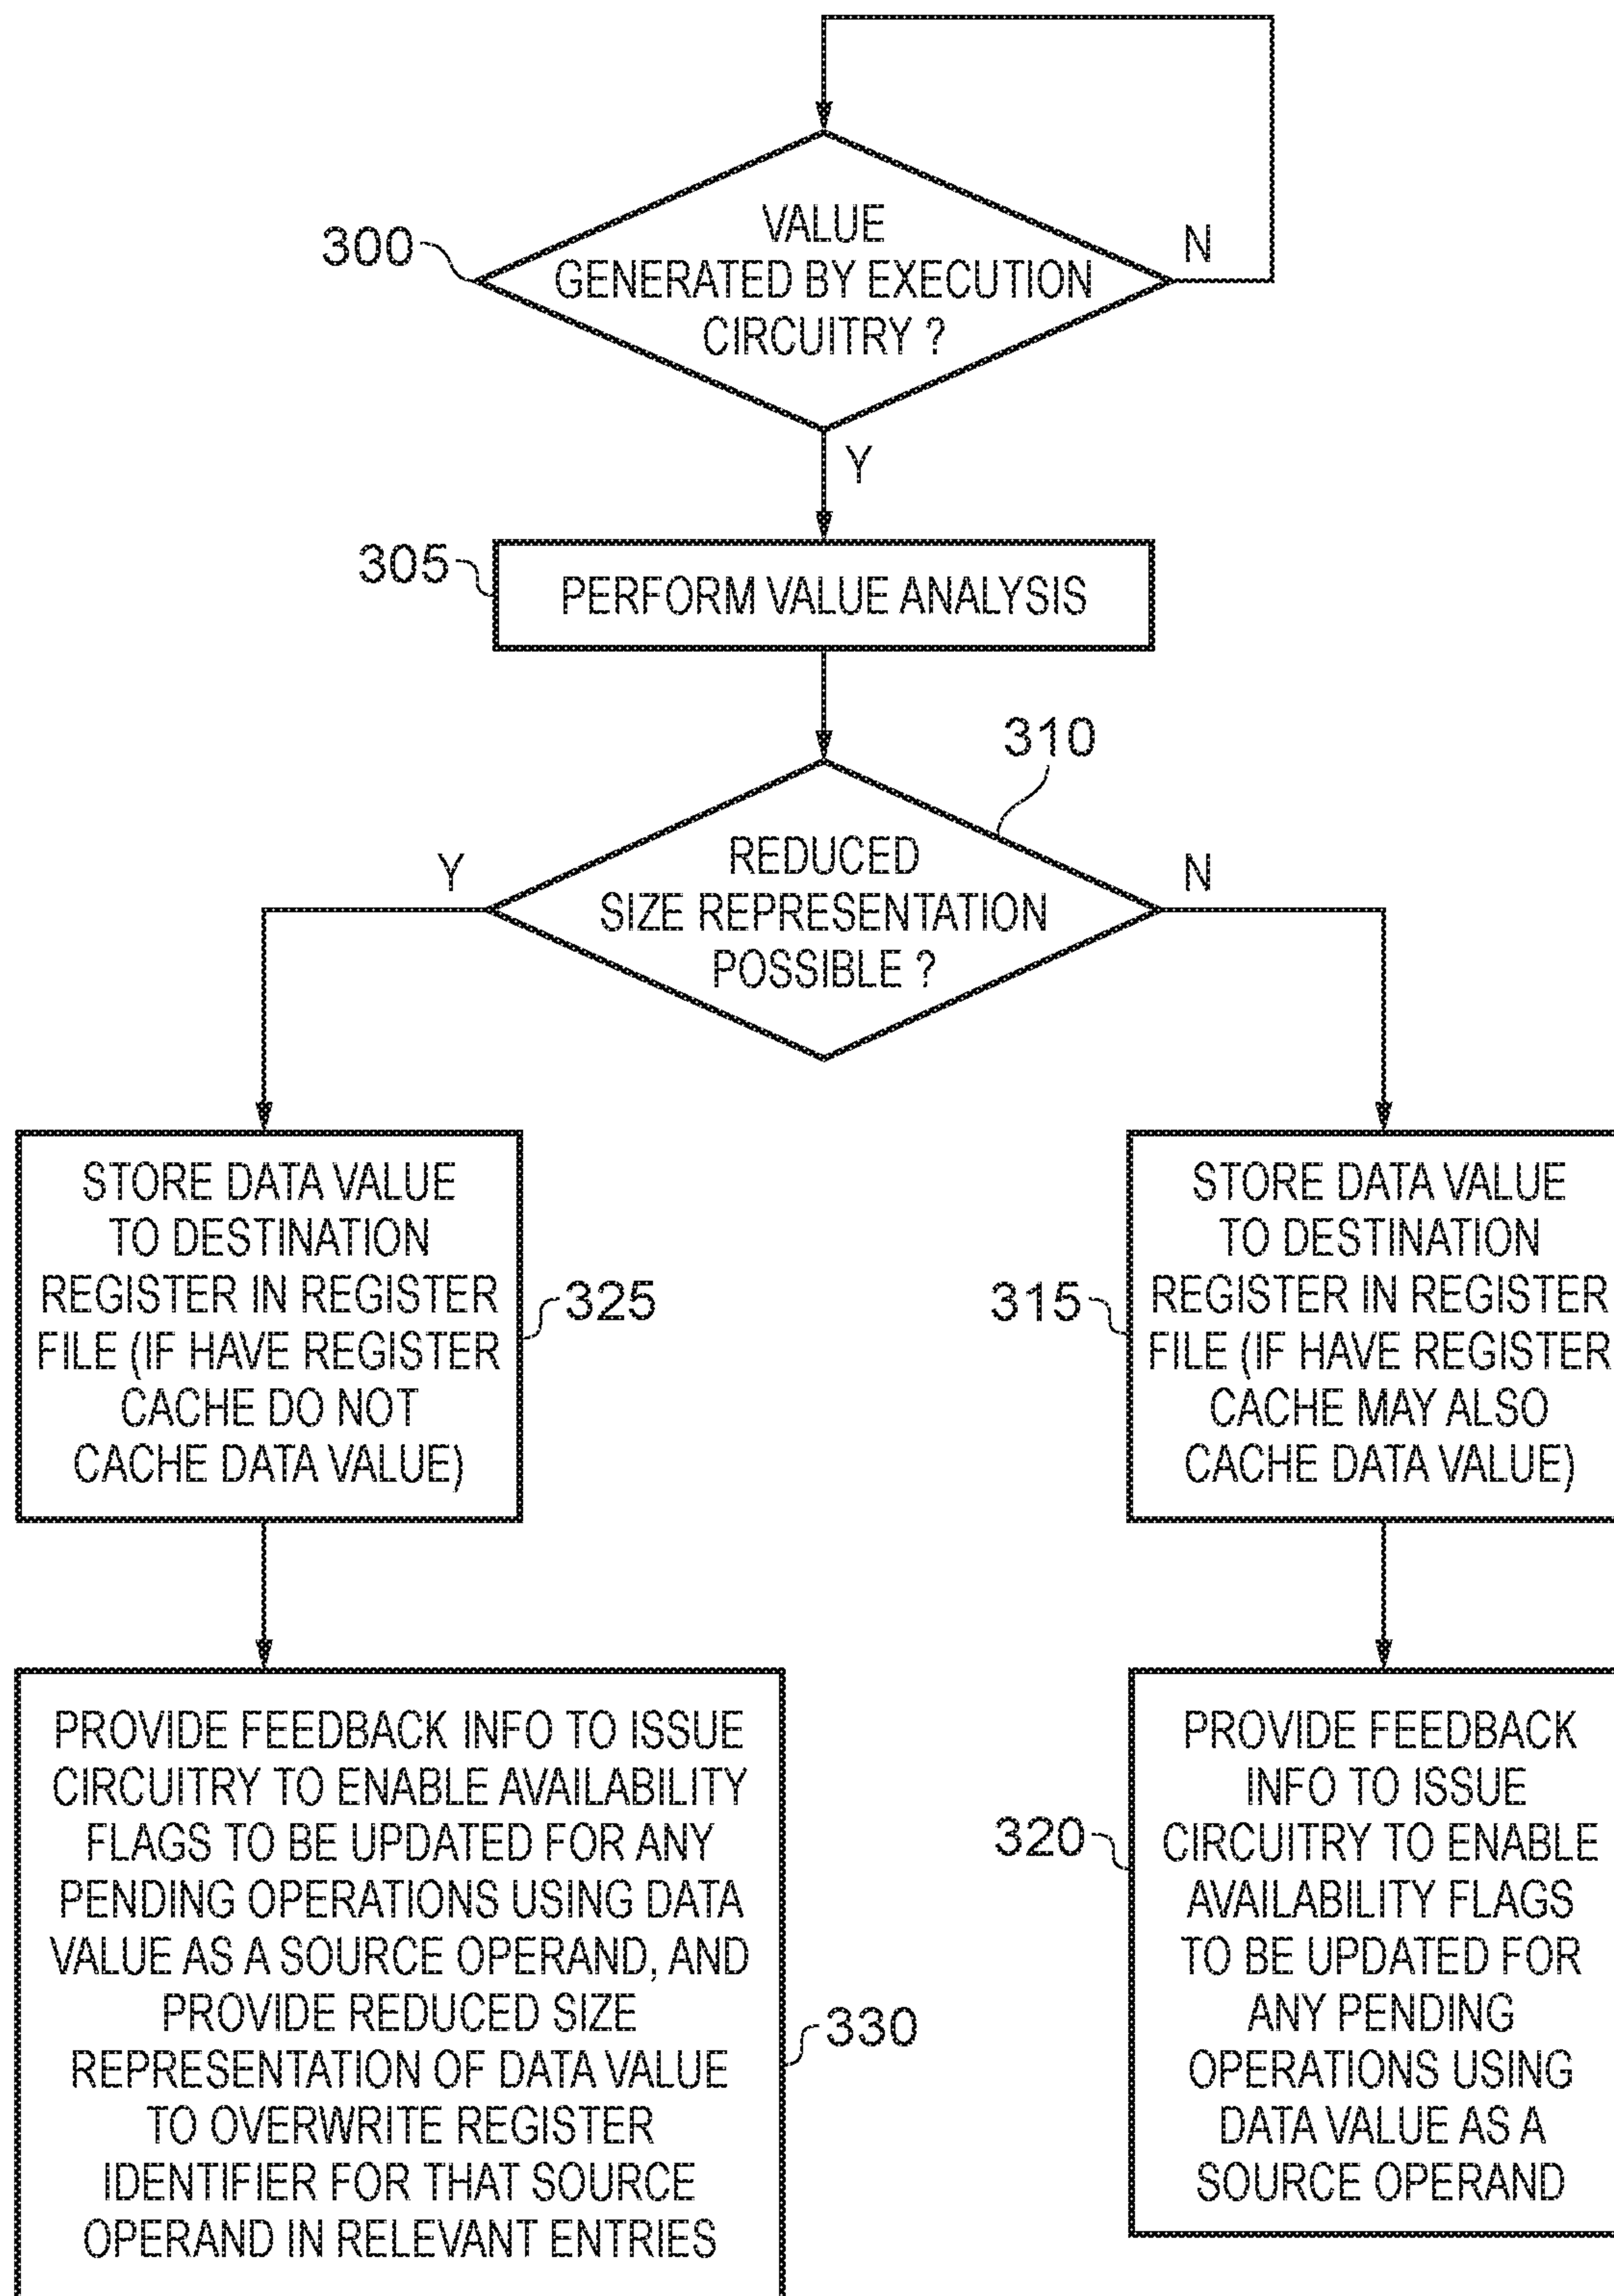 300
VALUE
GENERATED BY EXECUTION
CIRCUITRY ?
N
Y
305
PERFORM VALUE ANALYSIS
310
Y
REDUCED
SIZE REPRESENTATION
POSSIBLE ?
N
STORE DATA VALUE
TO DESTINATION
REGISTER IN REGISTER
FILE (IF HAVE REGISTER
CACHE DO NOT
CACHE DATA VALUE)
325
315
STORE DATA VALUE
TO DESTINATION
REGISTER IN REGISTER
FILE (IF HAVE REGISTER
CACHE MAY ALSO
CACHE DATA VALUE)
PROVIDE FEEDBACK INFO TO ISSUE
CIRCUITRY TO ENABLE AVAILABILITY
FLAGS TO BE UPDATED FOR ANY
PENDING OPERATIONS USING DATA
VALUE AS A SOURCE OPERAND, AND
PROVIDE REDUCED SIZE
REPRESENTATION OF DATA VALUE
TO OVERWRITE REGISTER
IDENTIFIER FOR THAT SOURCE
OPERAND IN RELEVANT ENTRIES
330
320
PROVIDE FEEDBACK
INFO TO ISSUE
CIRCUITRY TO ENABLE
AVAILABILITY FLAGS
TO BE UPDATED FOR
ANY PENDING
OPERATIONS USING
DATA VALUE AS A
SOURCE OPERAND